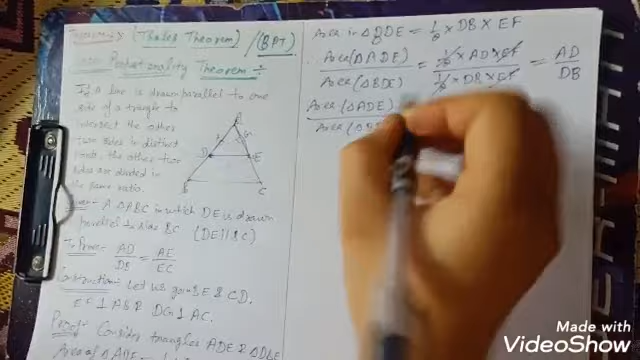 Theorem:- (Thales Theorem) / (BPT)
Basic Proportionality Theorem :-
If a line is drawn parallel to one
side of a triangle to
intersect the other
two sides in distinct
points, the other two
sides are divided in
the same ratio.
A
D
E
B
C
Given:- A ΔABC in which DE is drawn
parallel to side BC (DE||BC)
To Prove:- AD/DB = AE/EC
Construction:- Let us join BE & CD.
EF ⊥ AB & DG ⊥ AC.
Proof:- Consider triangles ADE & ΔDBE
Area of ΔADE =
Area in ΔBDE = 1/2 × DB × EF
Area(ΔADE)/Area(ΔBDE) = 1/2 × AD × EF / 1/2 × DB × EF = AD/DB
Area(ΔADE)
Area(ΔB
Made with
VideoShow